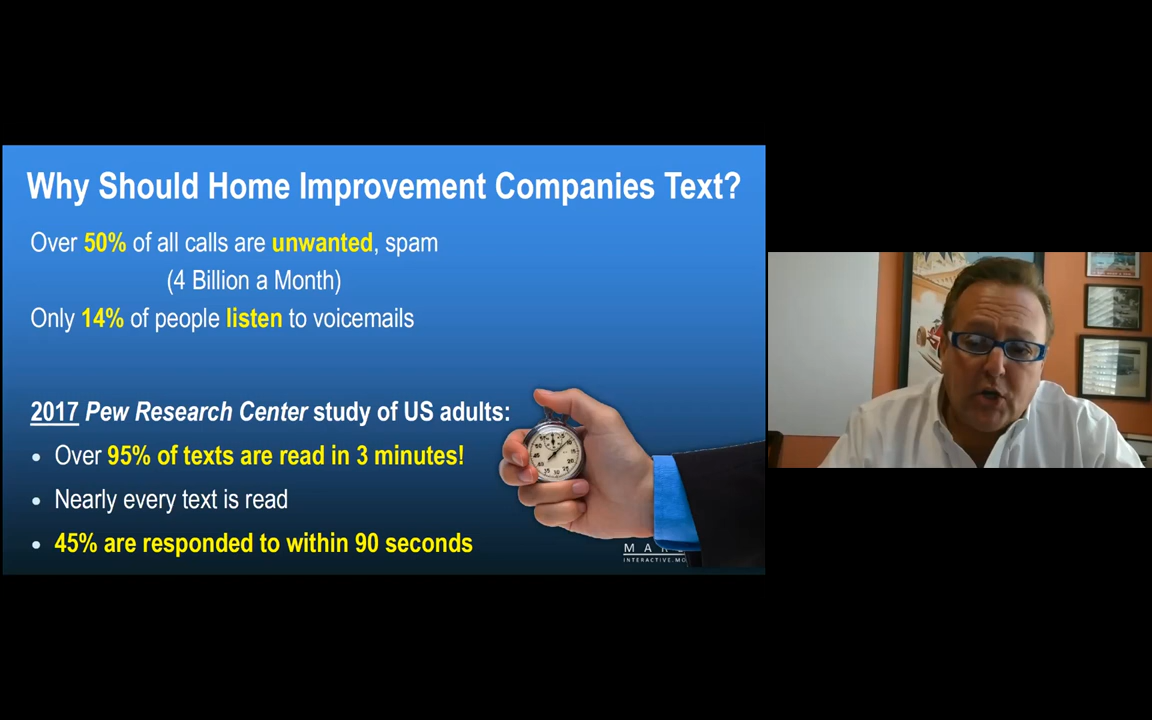 Why Should Home Improvement Companies Text?
Over 50% of all calls are unwanted, spam
(4 Billion a Month)
Only 14% of people listen to voicemails
2017 Pew Research Center study of US adults:
• Over 95% of texts are read in 3 minutes!
• Nearly every text is read
• 45% are responded to within 90 seconds